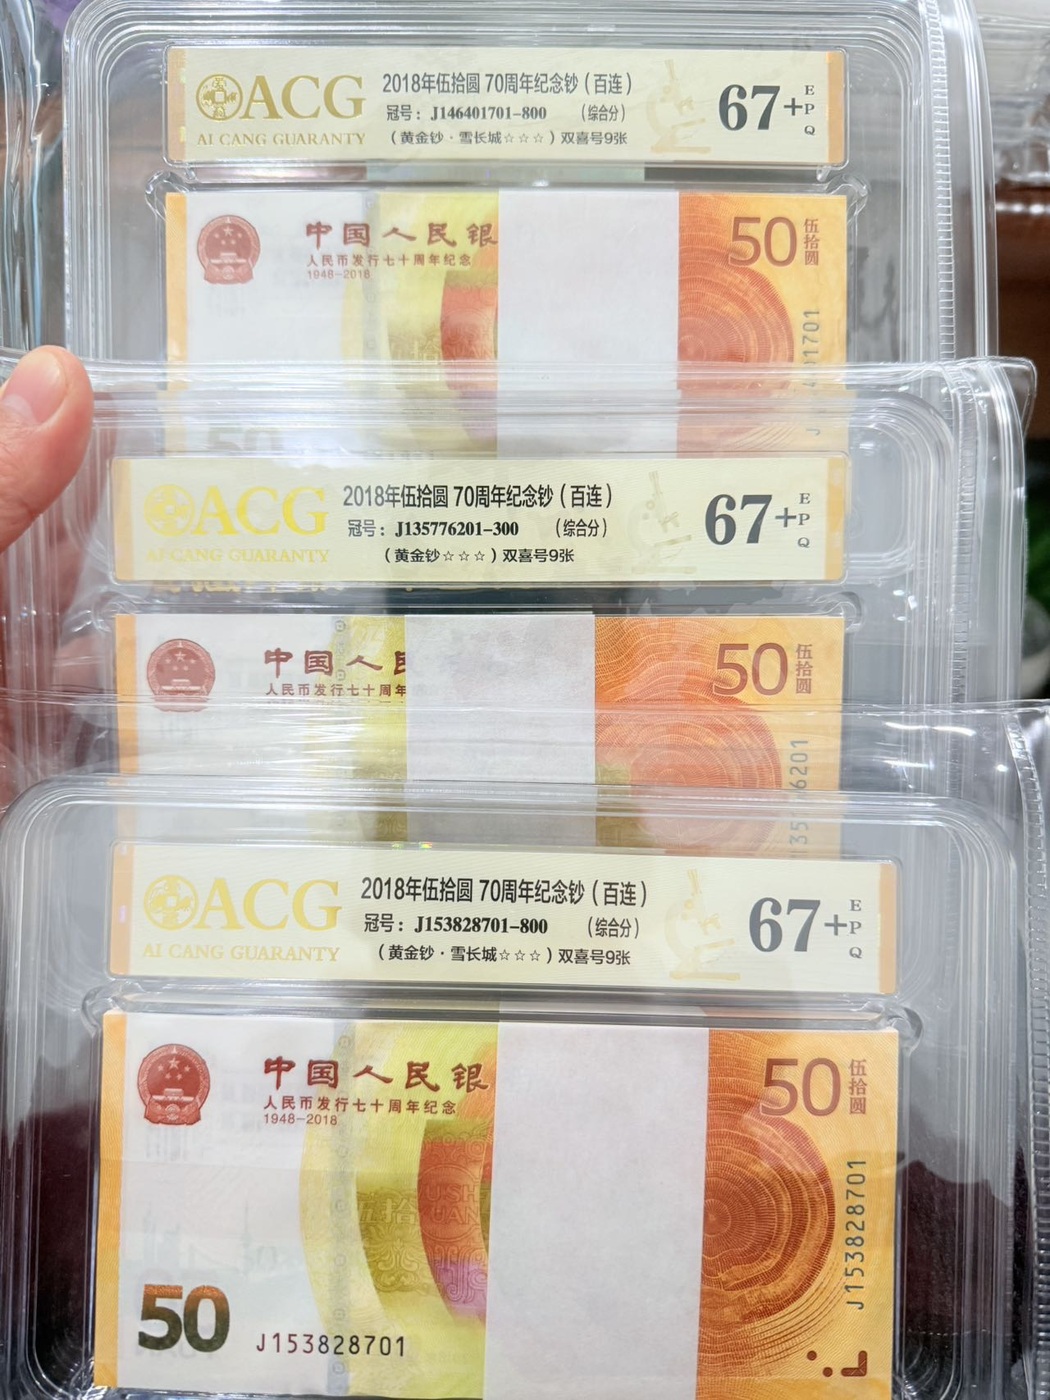 ACG
AI CANG GUARANTY
2018年伍拾圆 70周年纪念钞（百连）
冠号：J146401701-800 （综合分）
（黄金钞·雪长城☆☆☆）双喜号9张
67+
EPQ
中国人民银
人民币发行七十周年纪念
1948-2018
50
伍拾圆
1701
50
ACG
AI CANG GUARANTY
2018年伍拾圆 70周年纪念钞（百连）
冠号：J135776201-300 （综合分）
（黄金钞☆☆☆）双喜号9张
67+
EPQ
中国人民
人民币发行七十周年
50
伍拾圆
6201
ACG
AI CANG GUARANTY
2018年伍拾圆 70周年纪念钞（百连）
冠号：J153828701-800 （综合分）
（黄金钞·雪长城☆☆☆）双喜号9张
67+
EPQ
中国人民银
人民币发行七十周年纪念
1948-2018
50
伍拾圆
J153828701
伍拾
50
J153828701